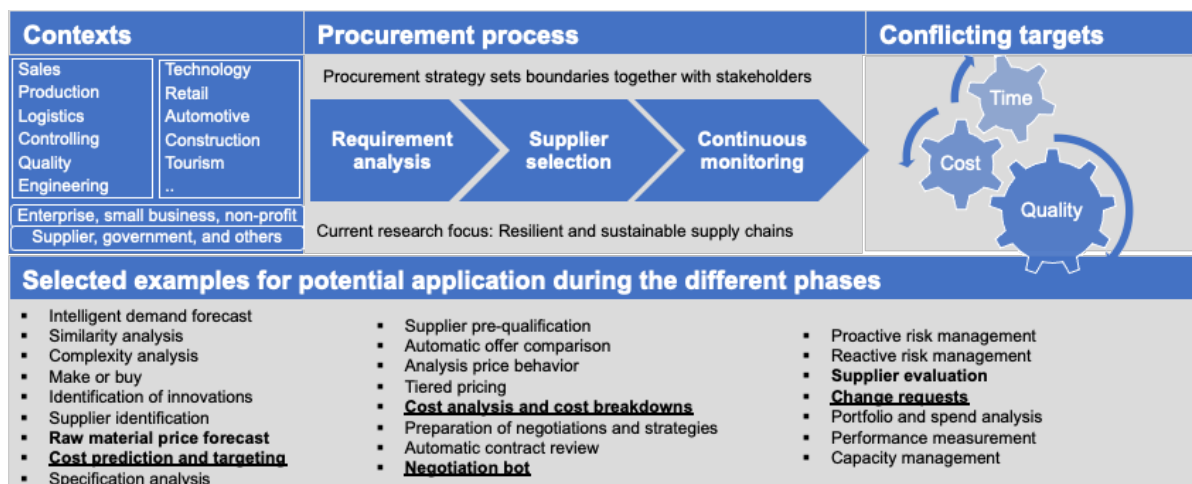 Contexts
Sales
Production
Logistics
Controlling
Quality
Engineering
Technology
Retail
Automotive
Construction
Tourism
..
Enterprise, small business, non-profit
Supplier, government, and others
Procurement process
Procurement strategy sets boundaries together with stakeholders
Requirement
analysis
Supplier
selection
Continuous
monitoring
Current research focus: Resilient and sustainable supply chains
Conflicting targets
Time
Cost
Quality
Selected examples for potential application during the different phases
▪ Intelligent demand forecast
▪ Similarity analysis
▪ Complexity analysis
▪ Make or buy
▪ Identification of innovations
▪ Supplier identification
▪ Raw material price forecast
▪ Cost prediction and targeting
▪ Specification analysis
▪ Supplier pre-qualification
▪ Automatic offer comparison
▪ Analysis price behavior
▪ Tiered pricing
▪ Cost analysis and cost breakdowns
▪ Preparation of negotiations and strategies
▪ Automatic contract review
▪ Negotiation bot
▪ Proactive risk management
▪ Reactive risk management
▪ Supplier evaluation
▪ Change requests
▪ Portfolio and spend analysis
▪ Performance measurement
▪ Capacity management